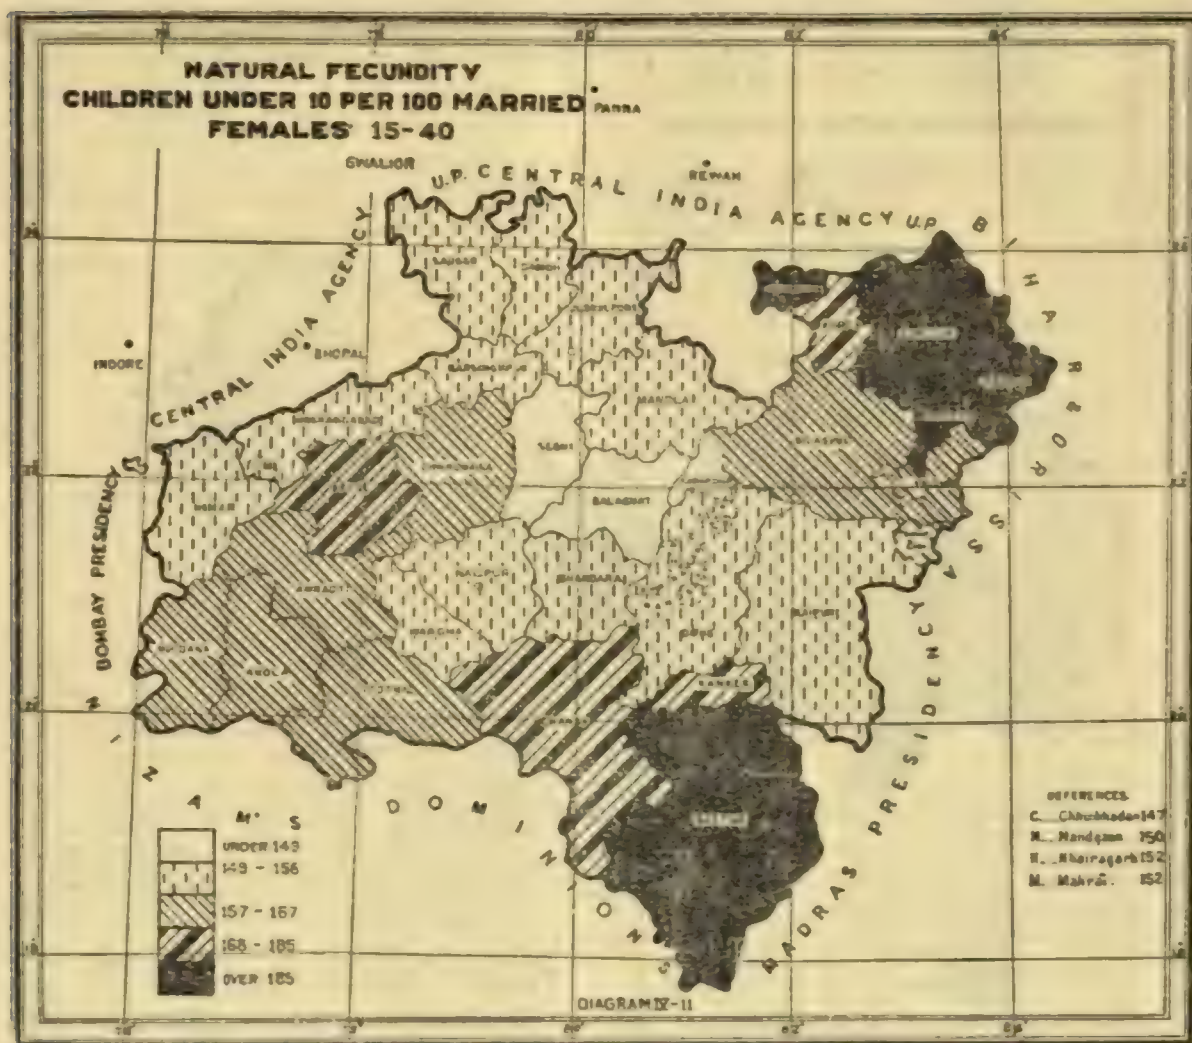 NATURAL FECUNDITY
CHILDREN UNDER 10 PER 100 MARRIED
FEMALES 15-40
PANNA
GWALIOR
REWAH
U.P. CENTRAL INDIA AGENCY U.P. BIHAR
CENTRAL INDIA AGENCY
INDORE
BHOPAL
SAUGOR
DAMOH
JUBBULPORE
NARSINGHPUR
MANDLA
HOSHANGABAD
SEONI
CHHINDWARA
BILASPUR
BALAGHAT
NIMAR
NAGPUR
BHANDARA
RAIPUR
AMRAOTI
WARDHA
DRUG
BULDANA
AKOLA
KANKER
CHANDA
BOMBAY PRESIDENCY
NIZAM'S DOMINIONS
MADRAS PRESIDENCY
UNDER 149
149 - 156
157 - 167
168 - 185
OVER 185
REFERENCES
C. Chhuikhadan 147
N. Nandgaon 150
K. Khairagarh 152
M. Makrai. 152
DIAGRAM IV-11